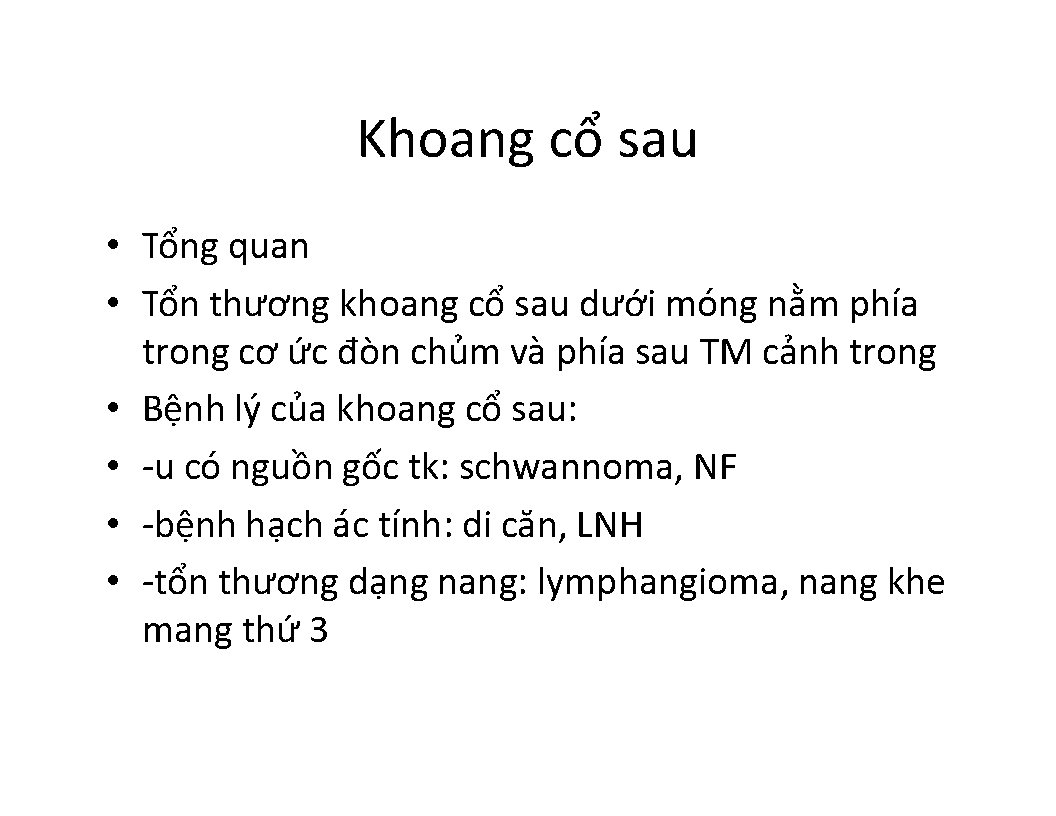 Khoang cổ sau
• Tổng quan
• Tổn thương khoang cổ sau dưới móng nằm phía
trong cơ ức đòn chủm và phía sau TM cảnh trong
• Bệnh lý của khoang cổ sau:
• -u có nguồn gốc tk: schwannoma, NF
• -bệnh hạch ác tính: di căn, LNH
• -tổn thương dạng nang: lymphangioma, nang khe
mang thứ 3